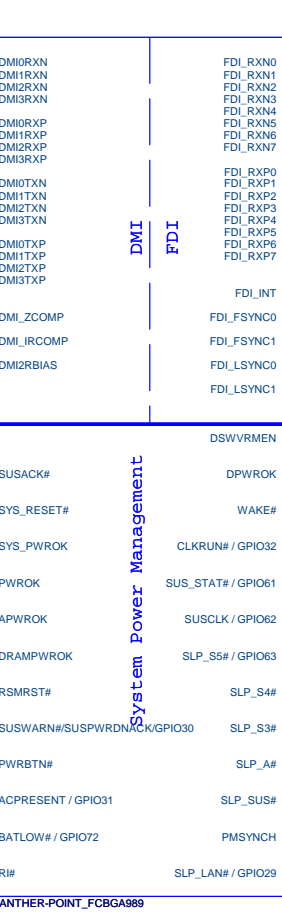 DMI0RXN
DMI1RXN
DMI2RXN
DMI3RXN
DMI0RXP
DMI1RXP
DMI2RXP
DMI3RXP
DMI0TXN
DMI1TXN
DMI2TXN
DMI3TXN
DMI0TXP
DMI1TXP
DMI2TXP
DMI3TXP
DMI_ZCOMP
DMI_IRCOMP
DMI2RBIAS
DMI
FDI
FDI_RXN0
FDI_RXN1
FDI_RXN2
FDI_RXN3
FDI_RXN4
FDI_RXN5
FDI_RXN6
FDI_RXN7
FDI_RXP0
FDI_RXP1
FDI_RXP2
FDI_RXP3
FDI_RXP4
FDI_RXP5
FDI_RXP6
FDI_RXP7
FDI_INT
FDI_FSYNC0
FDI_FSYNC1
FDI_LSYNC0
FDI_LSYNC1
SUSACK#
SYS_RESET#
SYS_PWROK
PWROK
APWROK
DRAMPWROK
RSMRST#
SUSWARN#/SUSPWRDNACK/GPIO30
PWRBTN#
ACPRESENT / GPIO31
BATLOW# / GPIO72
RI#
System Power Management
DSWVRMEN
DPWROK
WAKE#
CLKRUN# / GPIO32
SUS_STAT# / GPIO61
SUSCLK / GPIO62
SLP_S5# / GPIO63
SLP_S4#
SLP_S3#
SLP_A#
SLP_SUS#
PMSYNCH
SLP_LAN# / GPIO29
ANTHER-POINT_FCBGA989